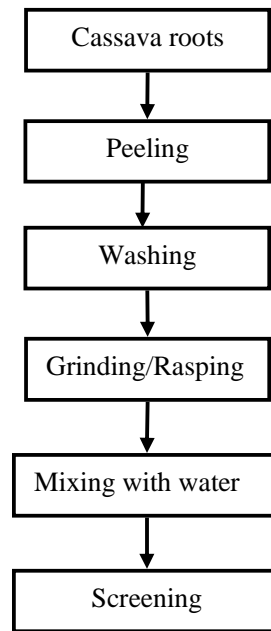 Cassava roots
Peeling
Washing
Grinding/Rasping
Mixing with water
Screening